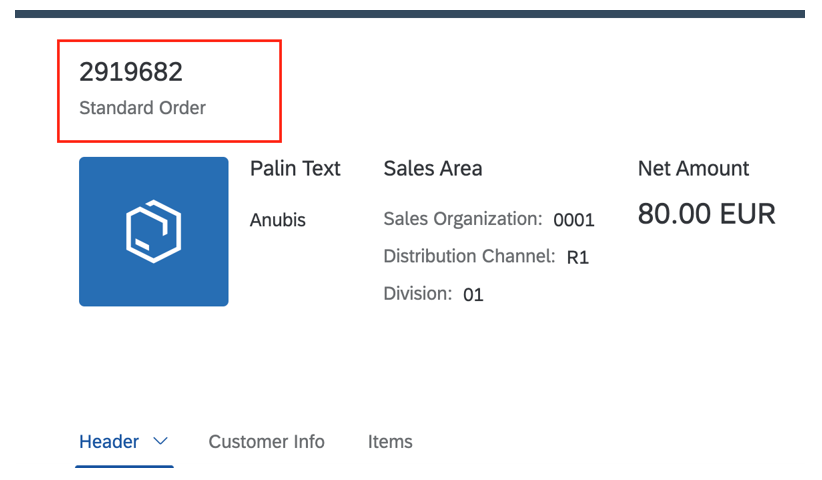 2919682
Standard Order
Palin Text
Anubis
Sales Area
Sales Organization: 0001
Distribution Channel: R1
Division: 01
Net Amount
80.00 EUR
Header
Customer Info
Items